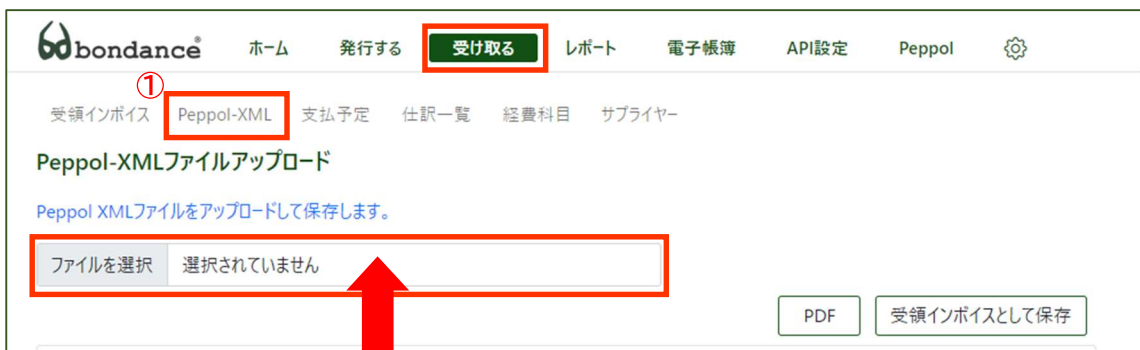 bondance® ホーム 発行する 受け取る レポート 電子帳簿 API設定 Peppol
①
受領インボイス Peppol-XML 支払予定 仕訳一覧 経費科目 サプライヤー
Peppol-XMLファイルアップロード
Peppol XMLファイルをアップロードして保存します。
ファイルを選択 選択されていません
PDF 受領インボイスとして保存